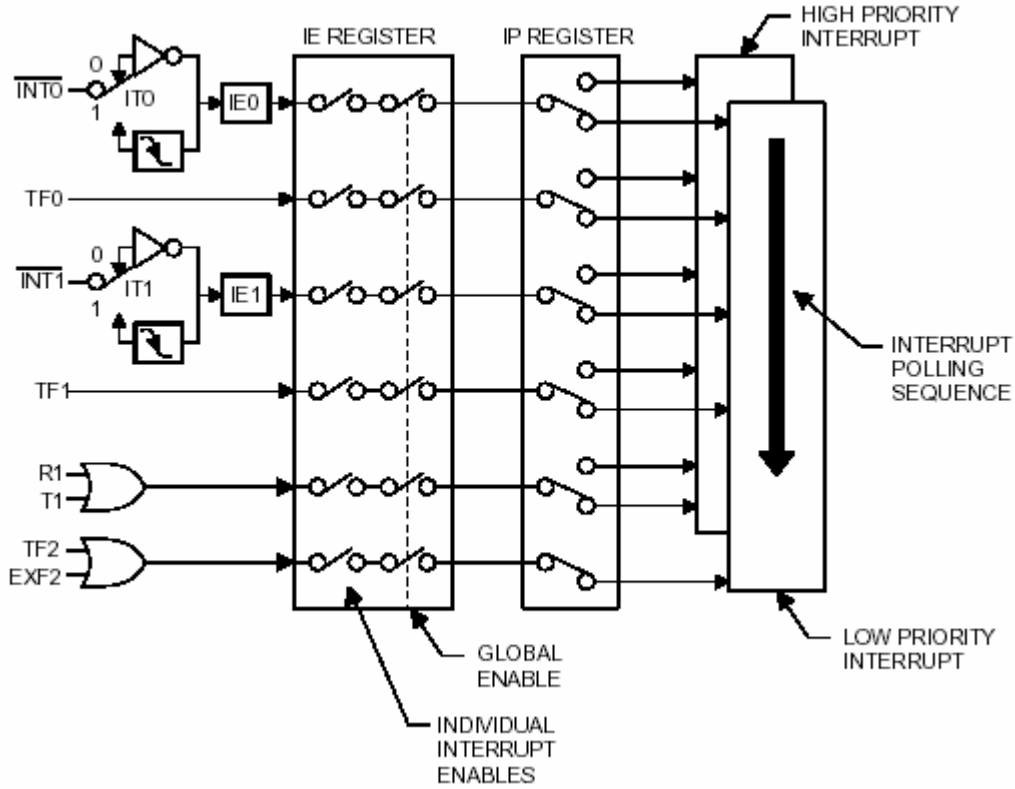 HIGH PRIORITY
INTERRUPT
IE REGISTER
IP REGISTER
INT0
0
1
IT0
IE0
TF0
INT1
0
1
IT1
IE1
INTERRUPT
POLLING
SEQUENCE
TF1
R1
T1
TF2
EXF2
LOW PRIORITY
INTERRUPT
GLOBAL
ENABLE
INDIVIDUAL
INTERRUPT
ENABLES